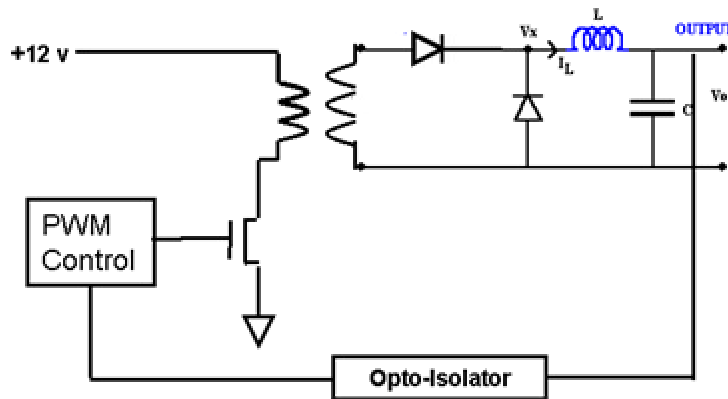 L
OUTPUT
+12 v
Vx
IL
C
Vo
PWM
Control
Opto-Isolator